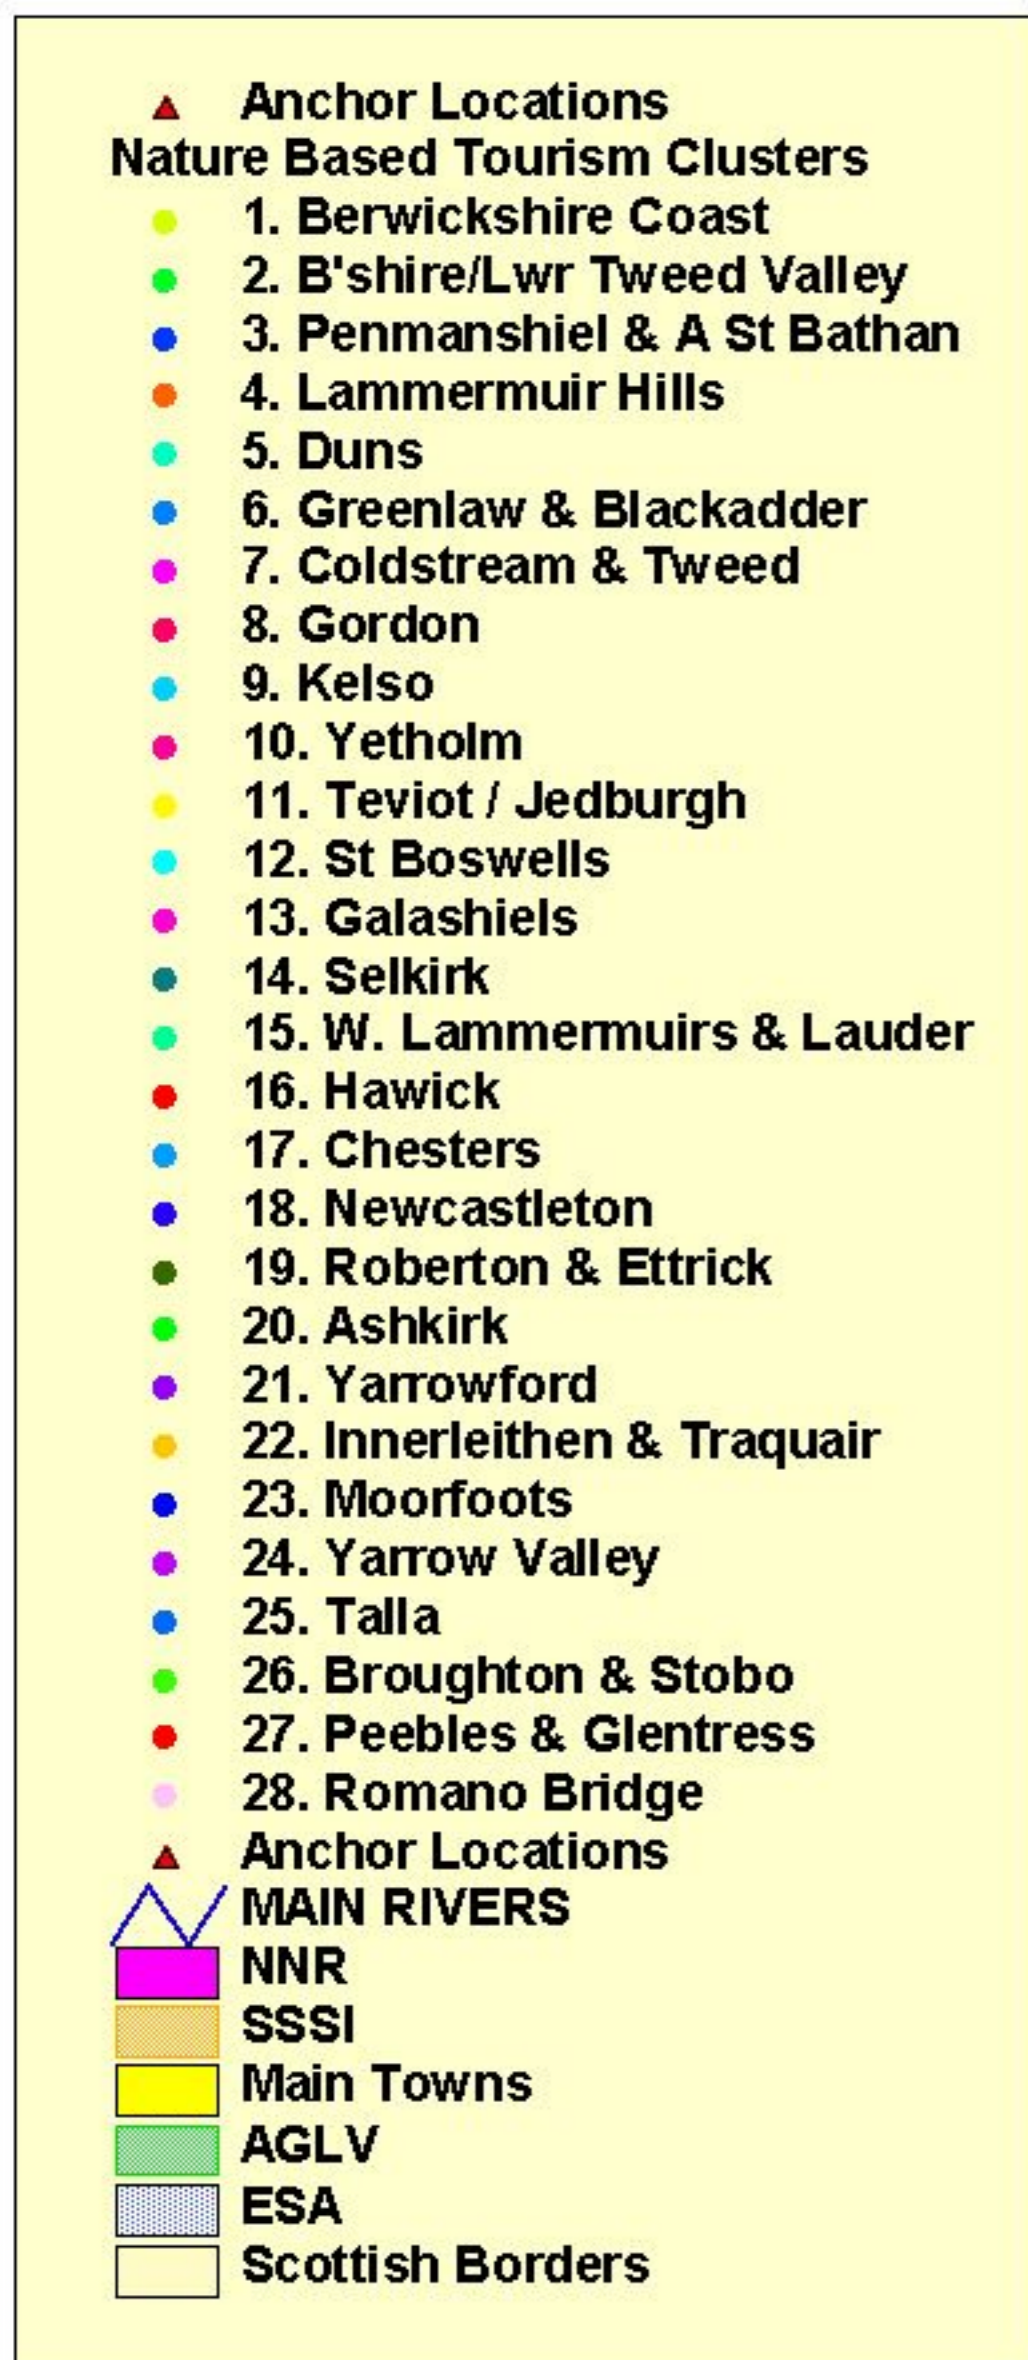 Anchor Locations
Nature Based Tourism Clusters
1. Berwickshire Coast
2. B'shire/Lwr Tweed Valley
3. Penmanshiel & A St Bathan
4. Lammermuir Hills
5. Duns
6. Greenlaw & Blackadder
7. Coldstream & Tweed
8. Gordon
9. Kelso
10. Yetholm
11. Teviot / Jedburgh
12. St Boswells
13. Galashiels
14. Selkirk
15. W. Lammermuirs & Lauder
16. Hawick
17. Chesters
18. Newcastleton
19. Roberton & Ettrick
20. Ashkirk
21. Yarrowford
22. Innerleithen & Traquair
23. Moorfoots
24. Yarrow Valley
25. Talla
26. Broughton & Stobo
27. Peebles & Glentress
28. Romano Bridge
Anchor Locations
MAIN RIVERS
NNR
SSSI
Main Towns
AGLV
ESA
Scottish Borders